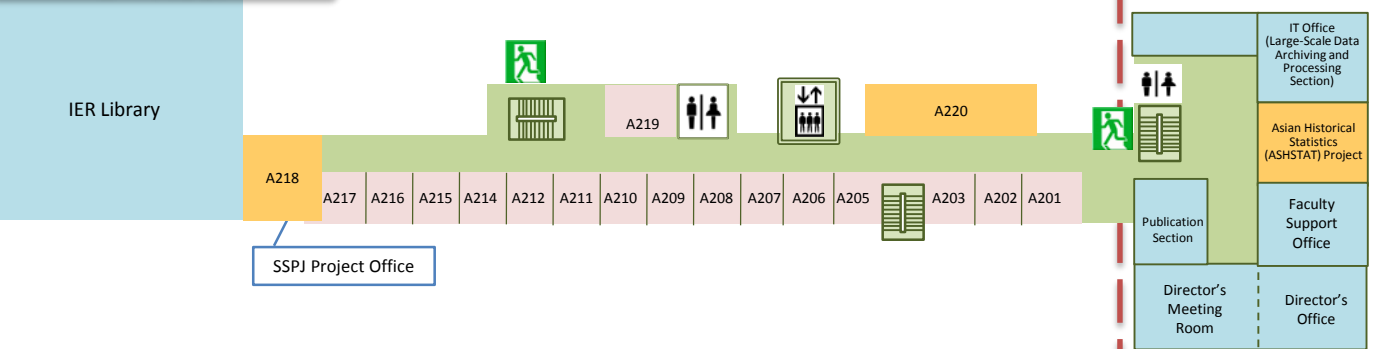 IER Library
A218
SSPJ Project Office
A219
A220
A217
A216
A215
A214
A212
A211
A210
A209
A208
A207
A206
A205
A203
A202
A201
IT Office
(Large-Scale Data
Archiving and
Processing
Section)
Asian Historical
Statistics
(ASHSTAT) Project
Publication
Section
Faculty
Support
Office
Director’s
Meeting
Room
Director’s
Office